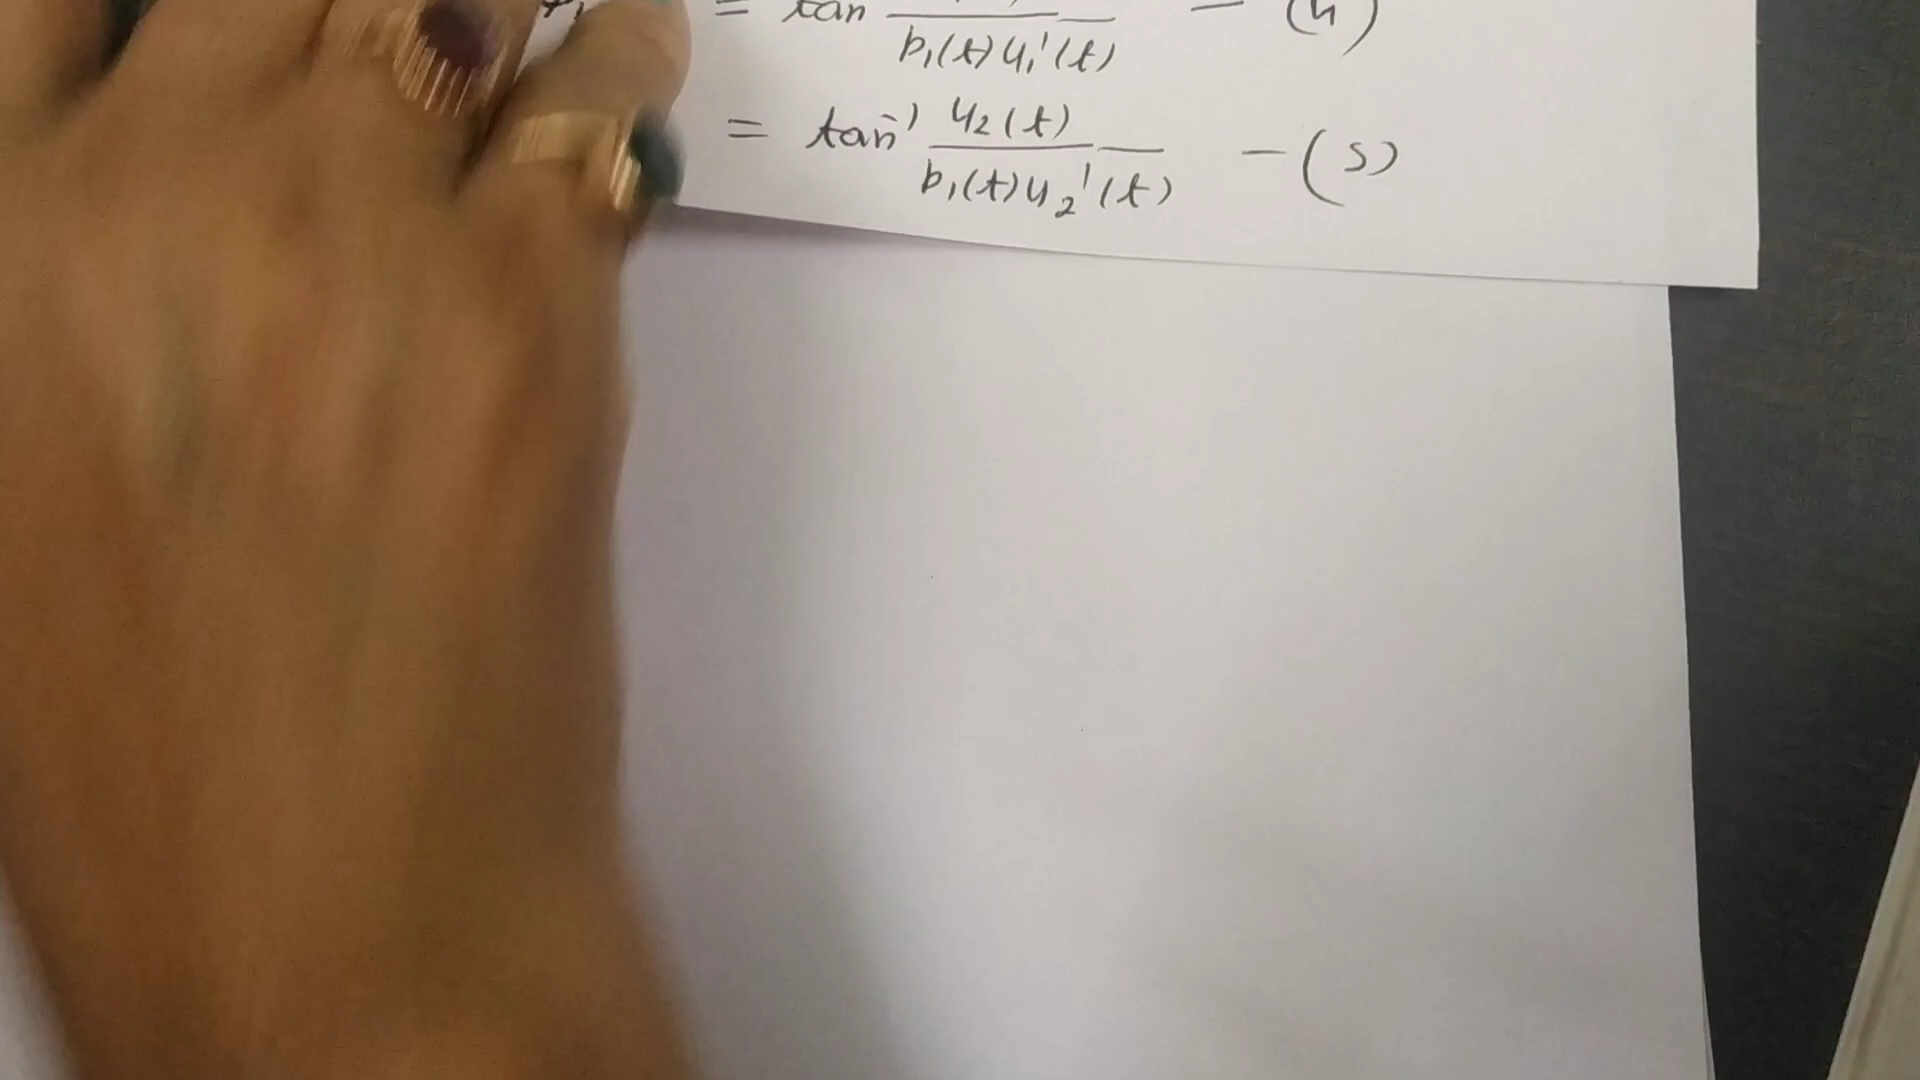 = tan b₁(t)u₁'(t) - (4)
= tan⁻¹ u₂(t) / b₁(t)u₂'(t) - (5)